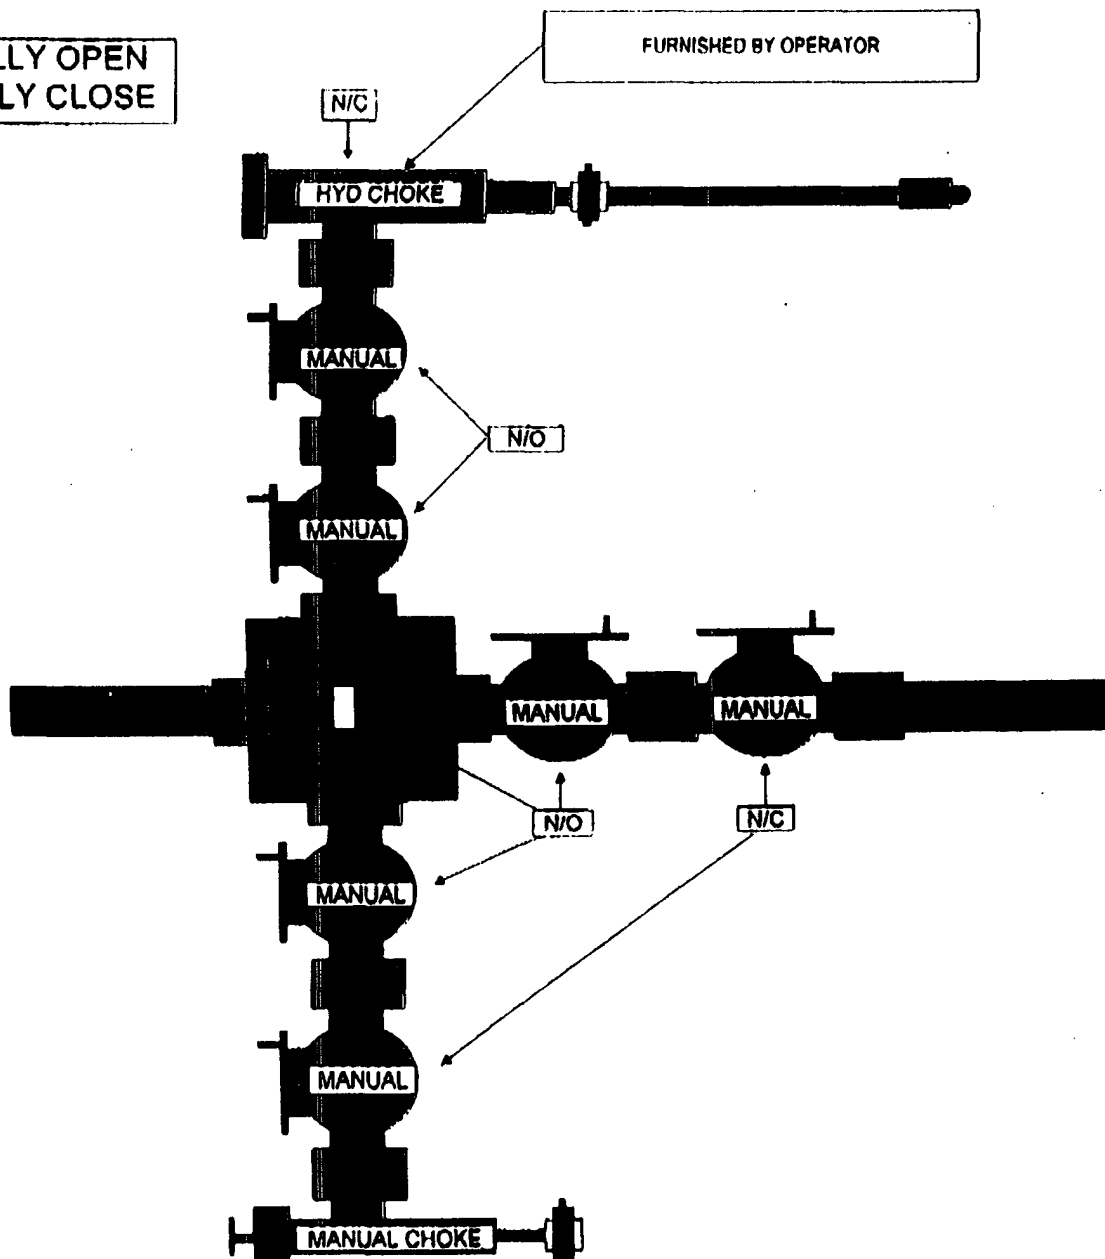 LLY OPEN
LY CLOSE
FURNISHED BY OPERATOR
N/C
HYD CHOKE
MANUAL
N/O
MANUAL
MANUAL
MANUAL
N/O
N/C
MANUAL
MANUAL
MANUAL CHOKE